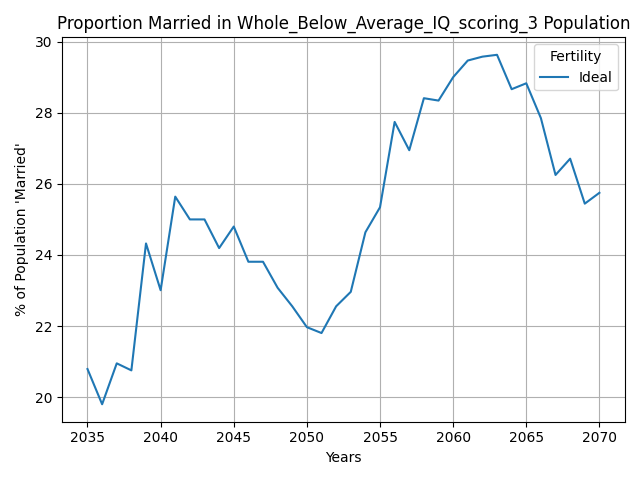 Proportion Married in Whole_Below_Average_IQ_scoring_3 Population
% of Population 'Married'
30
28
26
24
22
20
Fertility
Ideal
2035 2040 2045 2050 2055 2060 2065 2070
Years